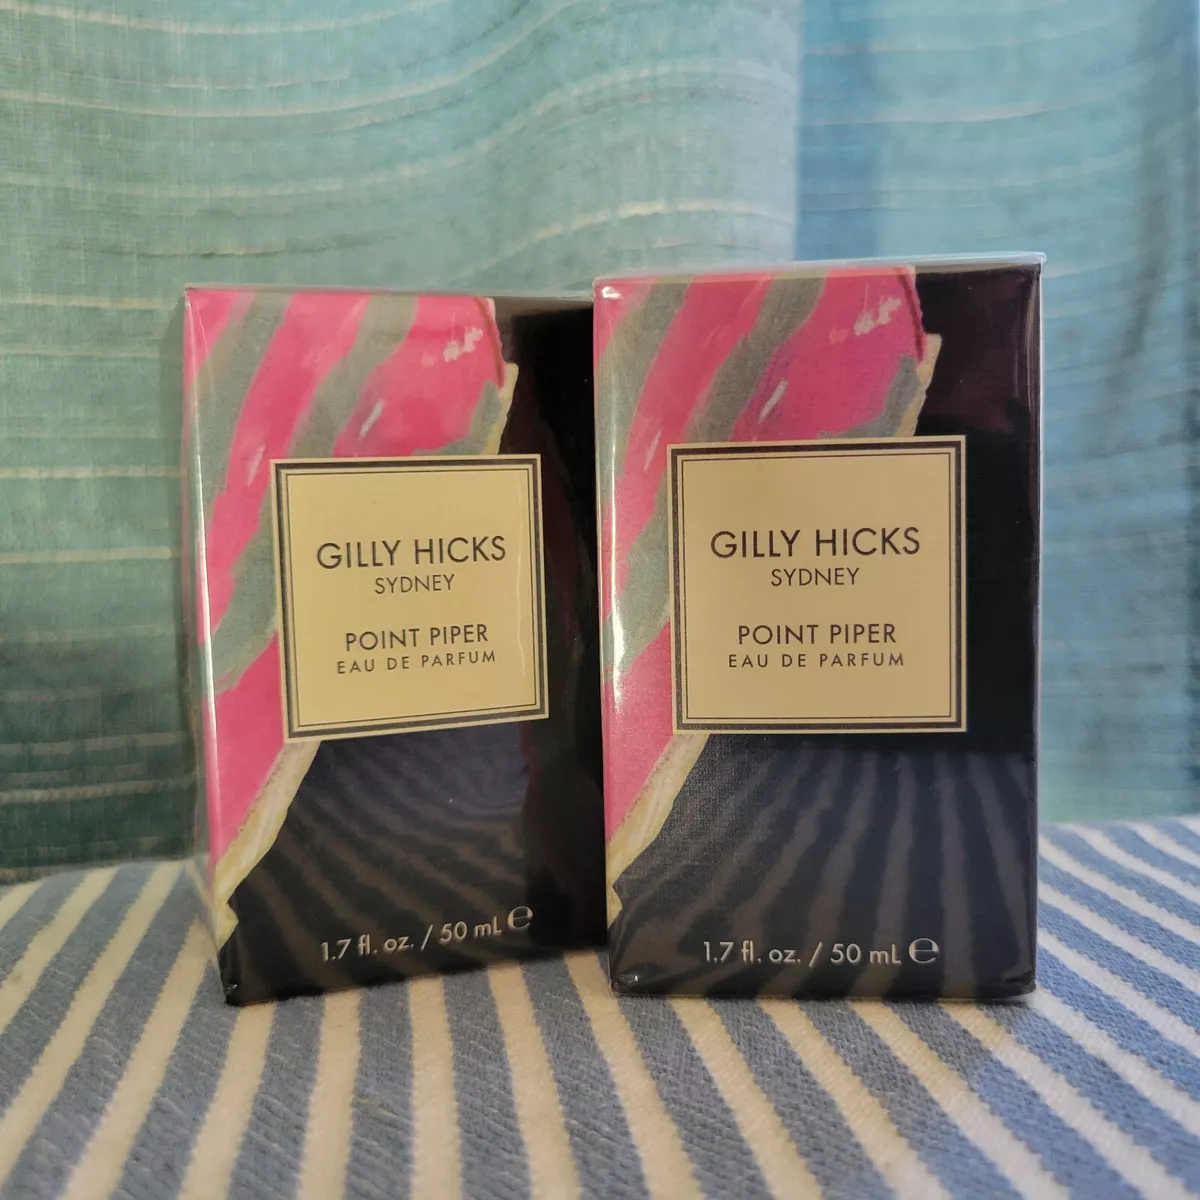 GILLY HICKS
SYDNEY
POINT PIPER
EAU DE PARFUM
1.7 fl. oz. / 50 mL ℮
GILLY HICKS
SYDNEY
POINT PIPER
EAU DE PARFUM
1.7 fl. oz. / 50 mL ℮